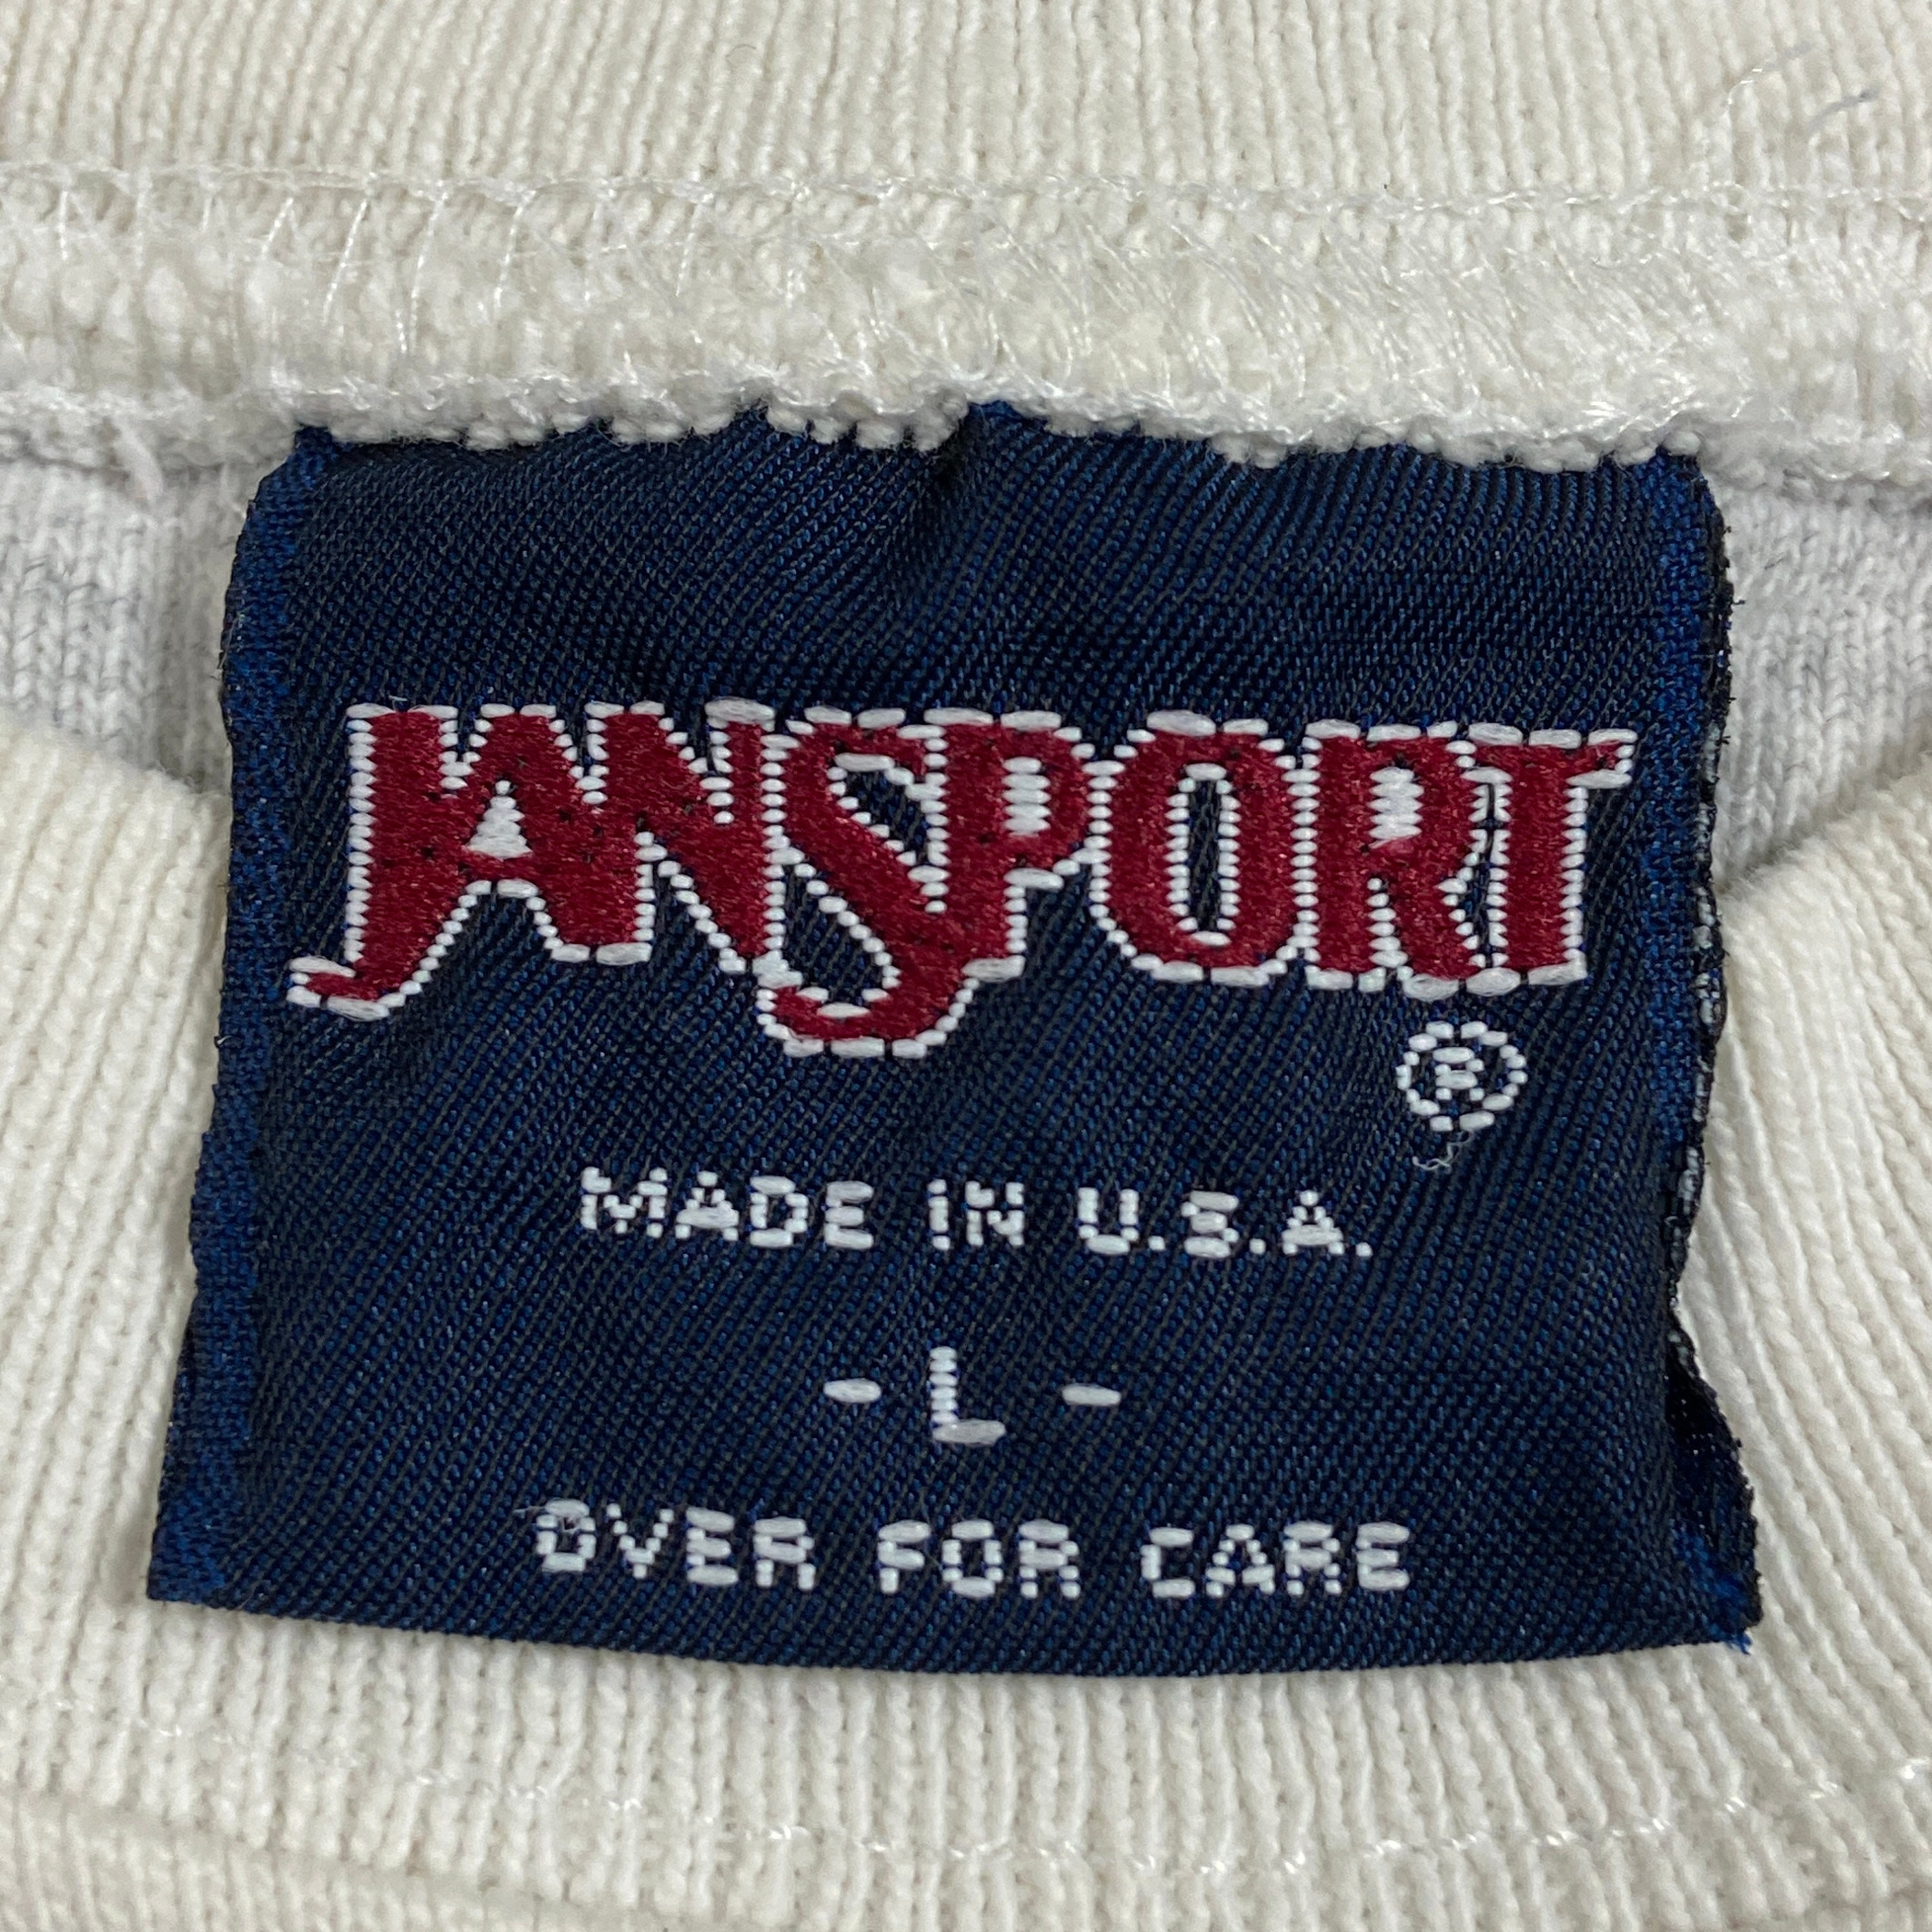 JANSPORT
®
MADE IN U.S.A.
- L -
OVER FOR CARE